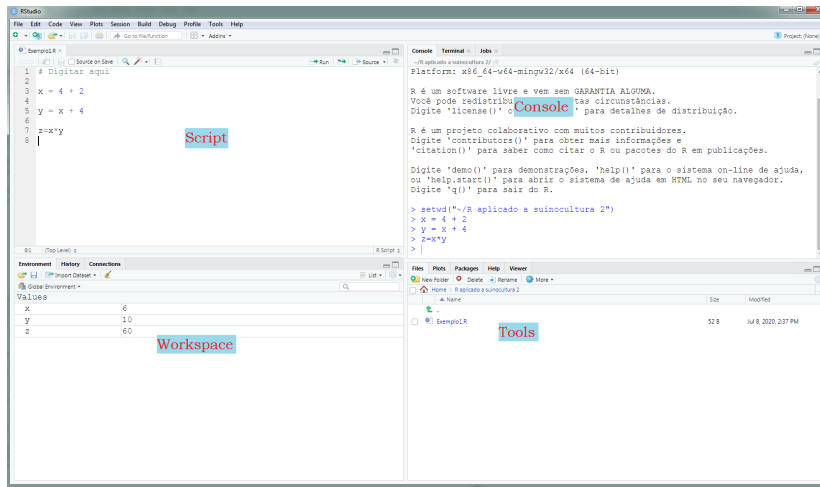 RStudio
File Edit Code View Plots Session Build Debug Profile Tools Help
Go to file/function Addins
Project: (None)
Exemplo1.R
Source on Save Run Source
1 # Digitar aqui
2
3 x = 4 + 2
4
5 y = x + 4
6
7 z=x*y
8
Script
8:1 (Top Level) R Script
Console Terminal Jobs
~/R aplicado a suinocultura 2/
Platform: x86_64-w64-mingw32/x64 (64-bit)
R é um software livre e vem sem GARANTIA ALGUMA.
Você pode redistribu tas circunstâncias.
Digite 'license()' o ' para detalhes de distribuição.
Console
R é um projeto colaborativo com muitos contribuidores.
Digite 'contributors()' para obter mais informações e
'citation()' para saber como citar o R ou pacotes do R em publicações.
Digite 'demo()' para demonstrações, 'help()' para o sistema on-line de ajuda,
ou 'help.start()' para abrir o sistema de ajuda em HTML no seu navegador.
Digite 'q()' para sair do R.
> setwd("~/R aplicado a suinocultura 2")
> x = 4 + 2
> y = x + 4
> z=x*y
>
Environment History Connections
Import Dataset List
Global Environment
Values
x 6
y 10
z 60
Workspace
Files Plots Packages Help Viewer
New Folder Delete Rename More
Home R aplicado a suinocultura 2
Name Size Modified
..
Exemplo1.R 52 B Jul 8, 2020, 2:37 PM
Tools